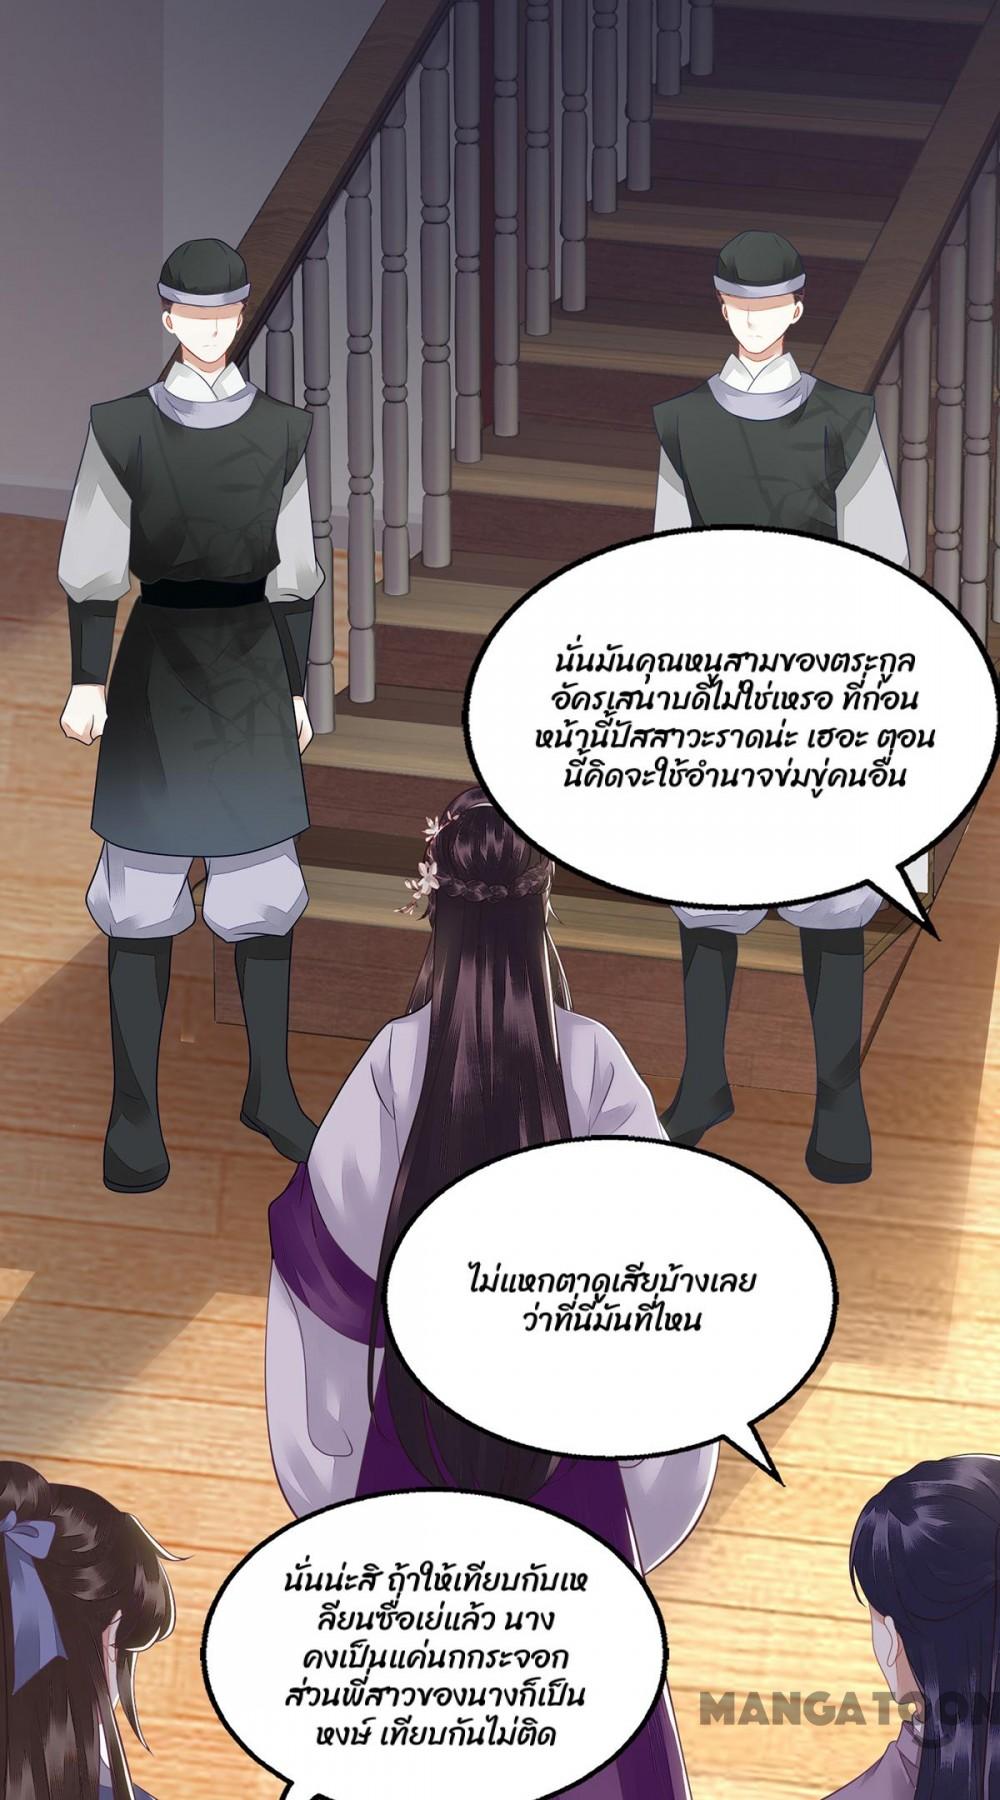 นั่นมันคุณหนูสามของตระกูล
อัครเสนาบดีไม่ใช่เหรอ ที่ก่อน
หน้านี้ปัสสาวะราดน่ะ เฮอะ ตอน
นี้คิดจะใช้อำนาจข่มขู่คนอื่น
ไม่แหกตาดูเสียบ้างเลย
ว่าที่นี่มันที่ไหน
นั่นน่ะสิ ถ้าให้เทียบกับเห
ลียนซื่อเย่แล้ว นาง
คงเป็นแค่นกกระจอก
ส่วนพี่สาวของนางก็เป็น
หงษ์ เทียบกันไม่ติด
MANGATOON